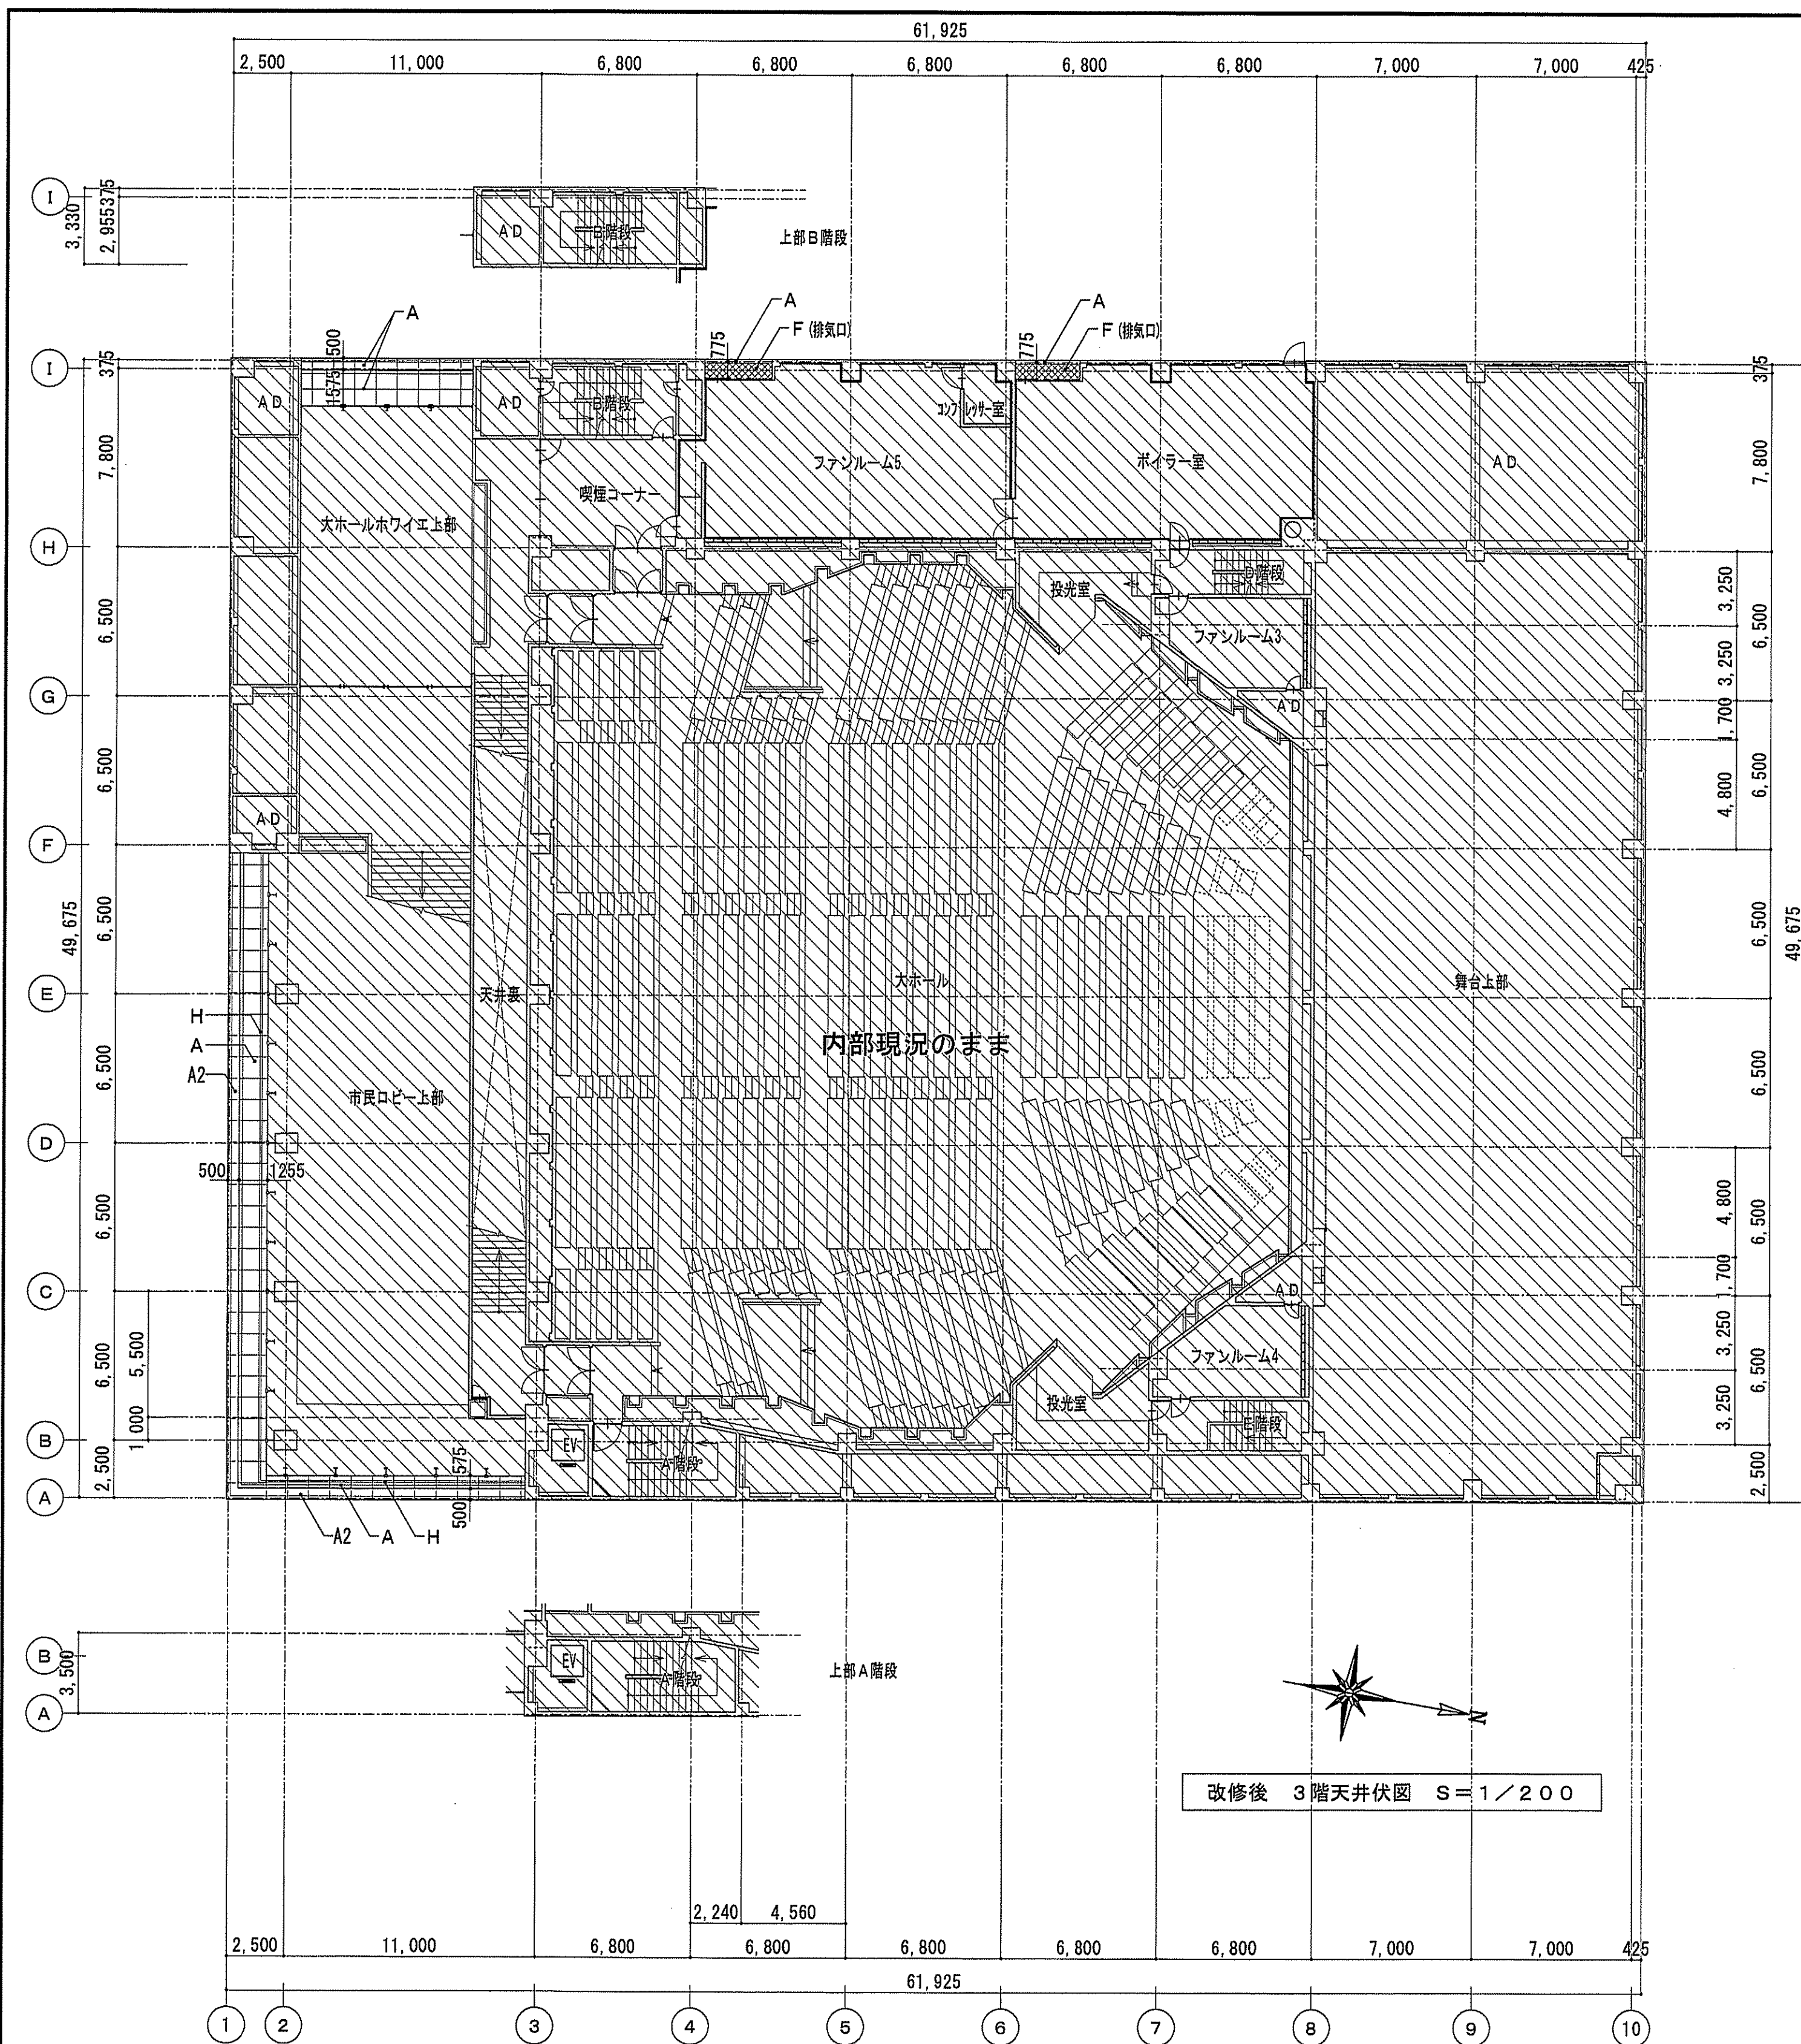 61,925
2,500 11,000 6,800 6,800 6,800 6,800 6,800 7,000 7,000 425
I
3,330
2,955
375
AD
B階段
上部B階段
A
A
A
F (排気口)
F (排気口)
775
775
500
1575
I
375
375
AD
AD
B階段
コンプレッサー室
ファンルーム5
ボイラー室
AD
喫煙コーナー
大ホールホワイエ上部
7,800
7,800
H
投光室
D階段
ファンルーム3
6,500
3,250
6,500
3,250
G
AD
1,700
6,500
4,800
6,500
AD
F
49,675
6,500
6,500
49,675
E
天井裏
大ホール
舞台上部
H
A
A2
内部現況のまま
市民ロビー上部
6,500
6,500
D
500
1255
6,500
4,800
6,500
C
AD
1,700
6,500
5,500
3,250
6,500
ファンルーム4
投光室
E階段
1,000
3,250
B
EV
A階段
2,500
575
2,500
A
500
A2
A
H
B
3,500
EV
A階段
上部A階段
A
N
改修後 3階天井伏図 S=1/200
2,240 4,560
2,500 11,000 6,800 6,800 6,800 6,800 6,800 7,000 7,000 425
61,925
1 2 3 4 5 6 7 8 9 10